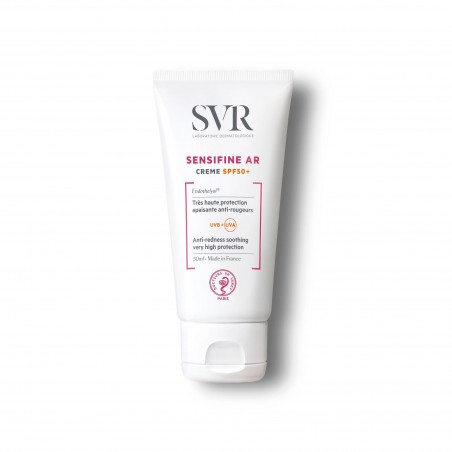 SVR
LABORATOIRE DERMATOLOGIQUE
SENSIFINE AR
CREME SPF50+
Endothelyol®
Très haute protection
apaisante anti-rougeurs
UVB + UVA
Anti-redness soothing
very high protection
50ml - Made in France
PARIS